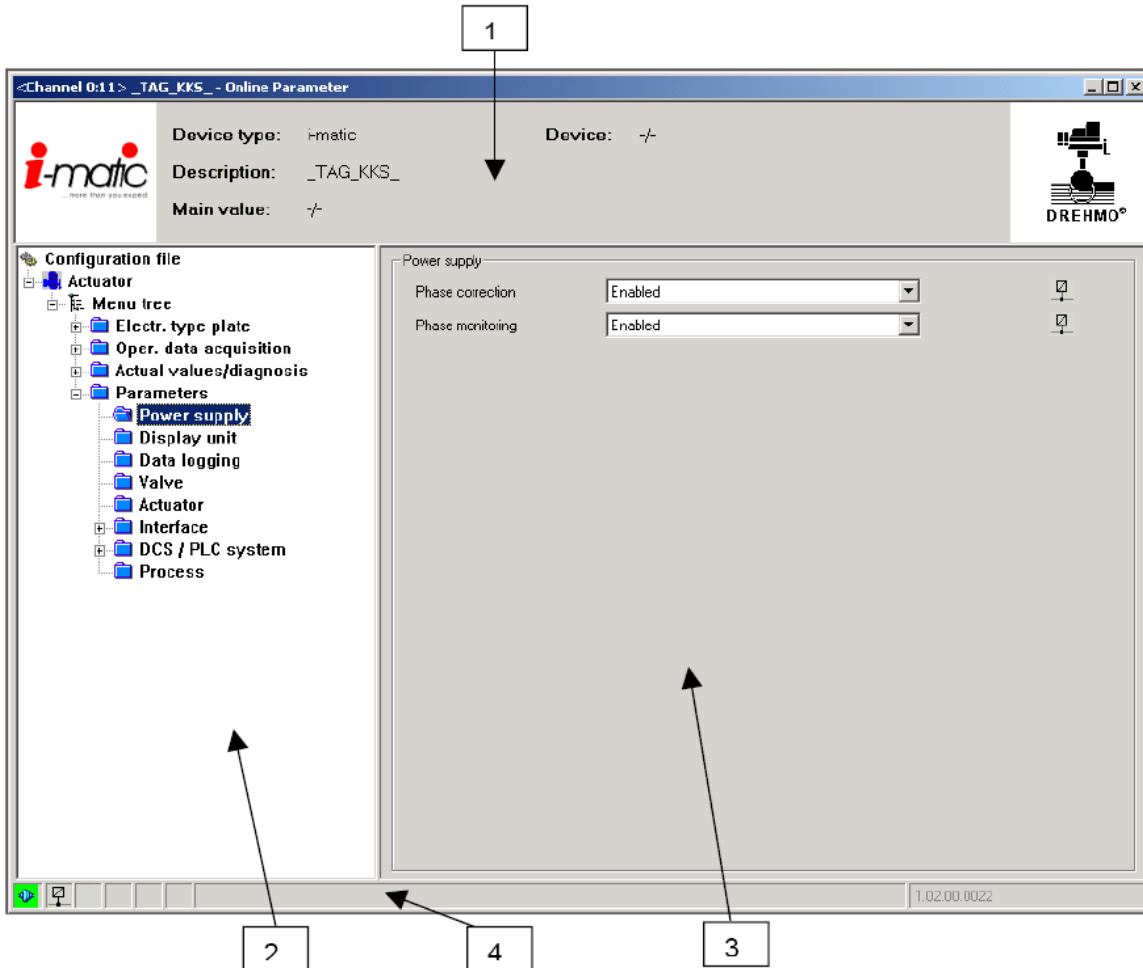 1
<Channel 0:11> _TAG_KKS_ - Online Parameter
i-matic
...more than you expect
Device type: i-matic Device: -/-
Description: _TAG_KKS_
Main value: -/-
DREHMO®
Configuration file
Actuator
Menu tree
Electr. type plate
Oper. data acquisition
Actual values/diagnosis
Parameters
Power supply
Display unit
Data logging
Valve
Actuator
Interface
DCS / PLC system
Process
Power supply
Phase correction Enabled
Phase monitoring Enabled
1.02.00.0022
2
4
3